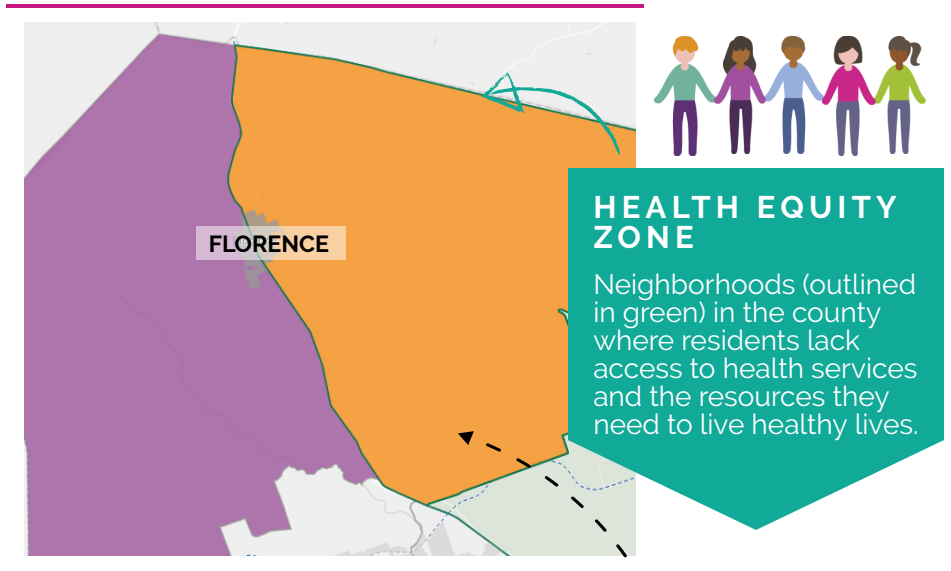 FLORENCE
HEALTH EQUITY
ZONE
Neighborhoods (outlined
in green) in the county
where residents lack
access to health services
and the resources they
need to live healthy lives.